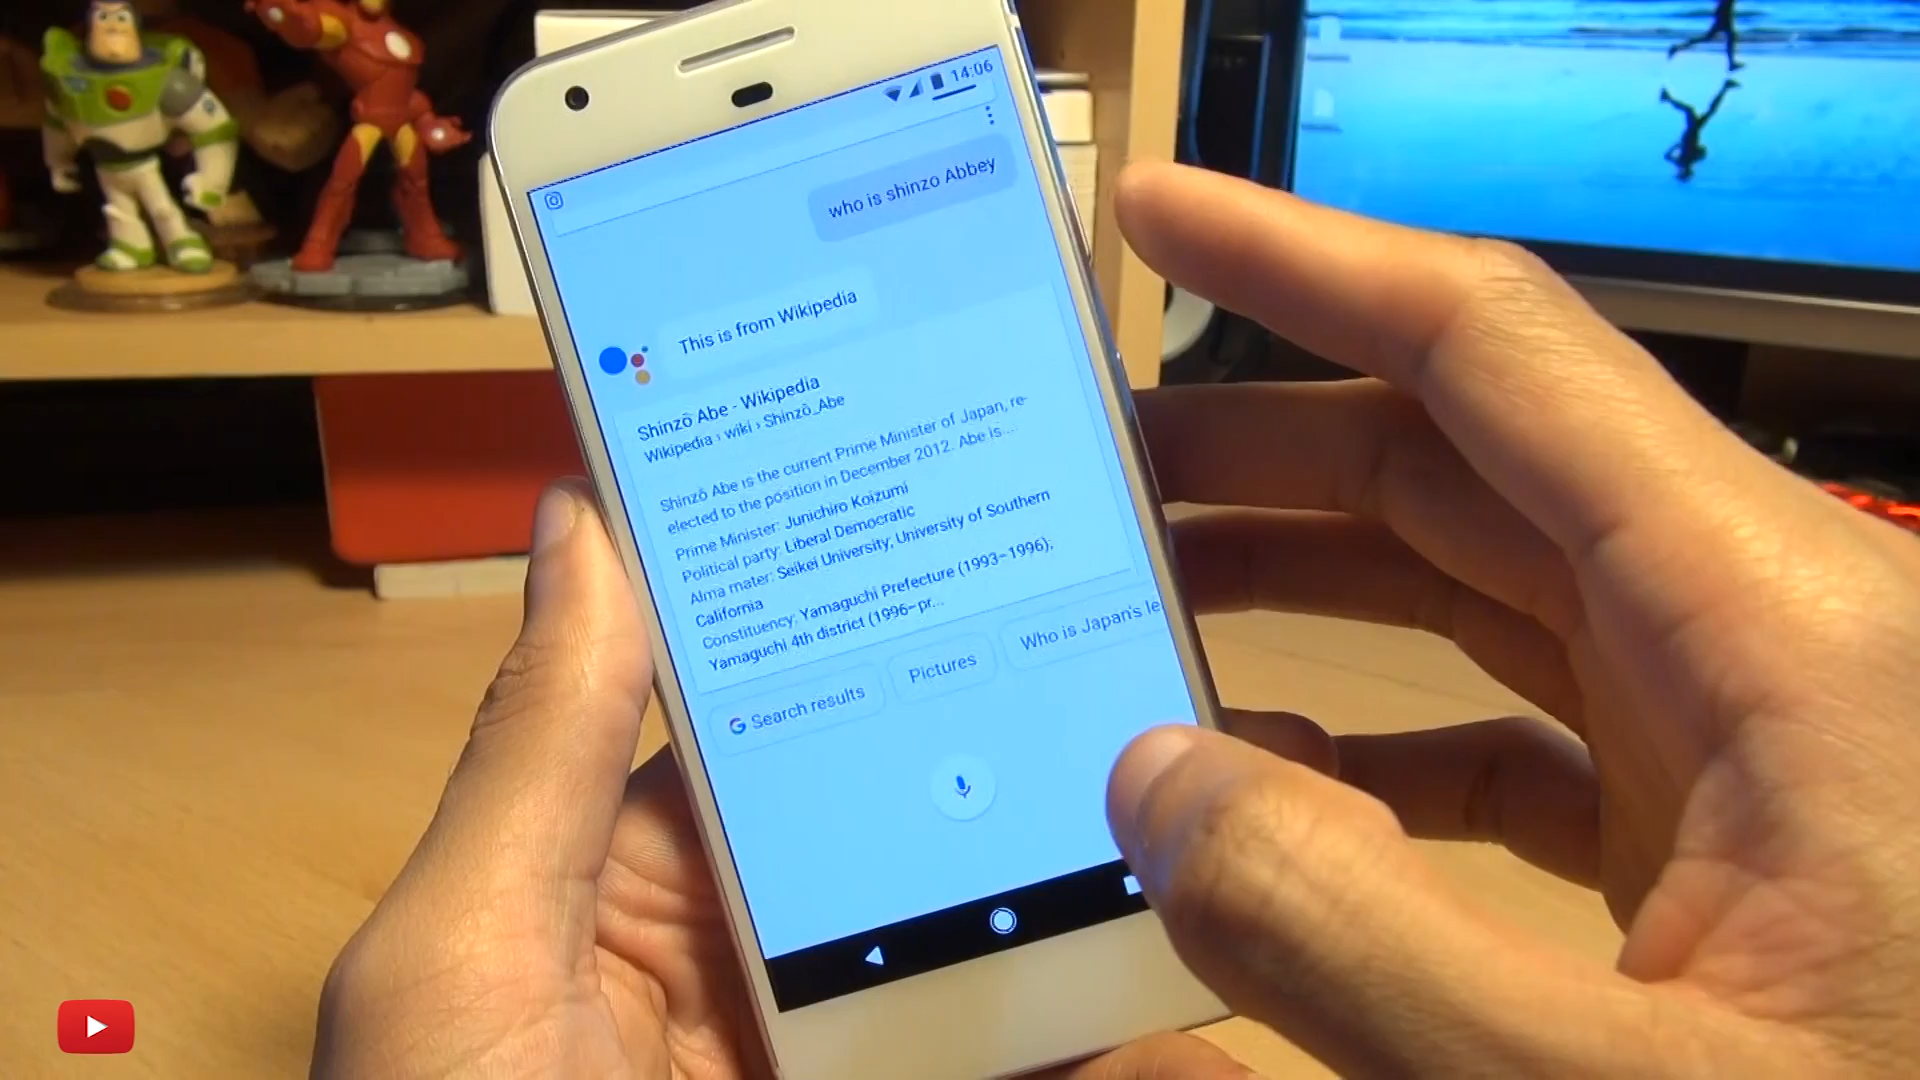 14:06
who is shinzo Abbey
This is from Wikipedia
Shinzō Abe - Wikipedia
Wikipedia › wiki › Shinzō_Abe
Shinzō Abe is the current Prime Minister of Japan, re-
elected to the position in December 2012. Abe is ...
Prime Minister: Junichiro Koizumi
Political party: Liberal Democratic
Alma mater: Seikei University, University of Southern
California
Constituency: Yamaguchi Prefecture (1993–1996);
Yamaguchi 4th district (1996–pr...
Search results
Pictures
Who is Japan's le